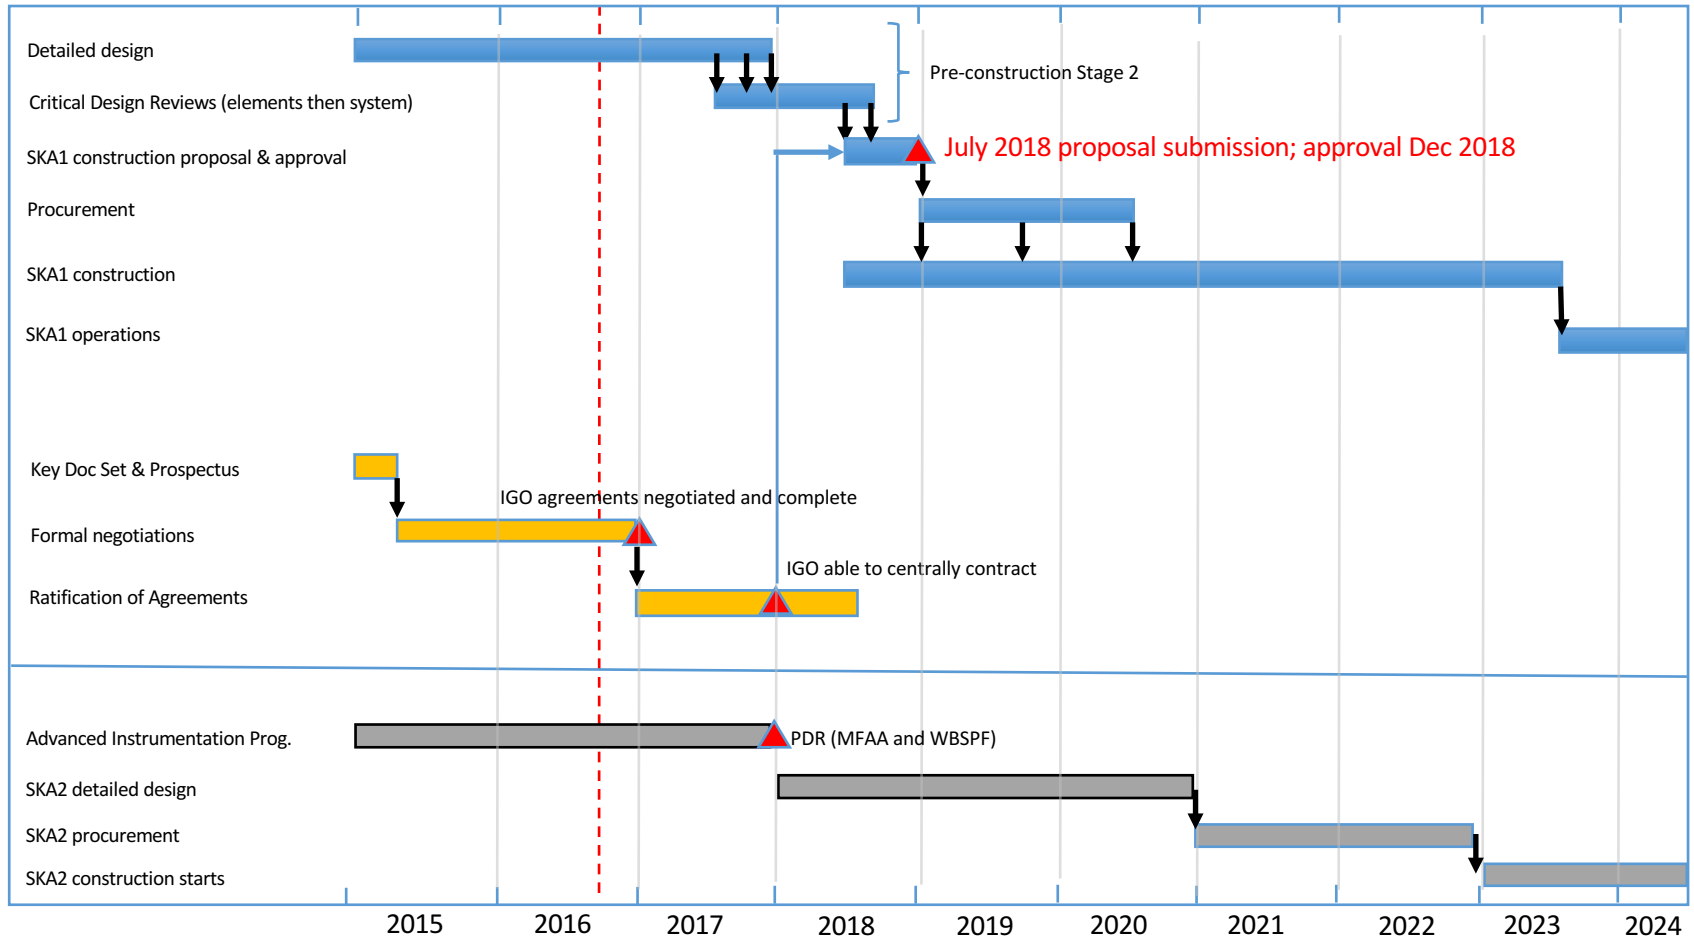 Detailed design
Pre-construction Stage 2
Critical Design Reviews (elements then system)
SKA1 construction proposal & approval
July 2018 proposal submission; approval Dec 2018
Procurement
SKA1 construction
SKA1 operations
Key Doc Set & Prospectus
IGO agreements negotiated and complete
Formal negotiations
IGO able to centrally contract
Ratification of Agreements
Advanced Instrumentation Prog.
PDR (MFAA and WBSPF)
SKA2 detailed design
SKA2 procurement
SKA2 construction starts
2015 2016 2017 2018 2019 2020 2021 2022 2023 2024